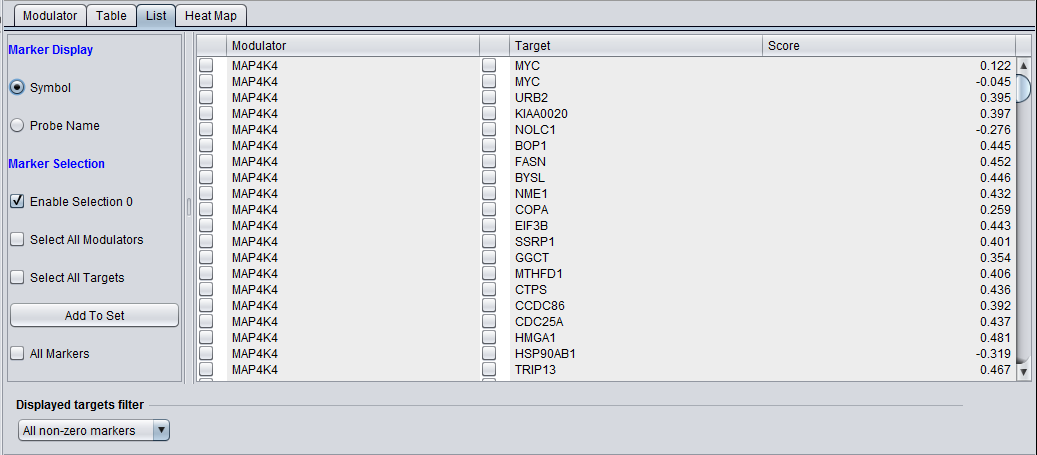 Modulator Table List Heat Map
Marker Display
Symbol
Probe Name
Marker Selection
Enable Selection 0
Select All Modulators
Select All Targets
Add To Set
All Markers
Modulator Target Score
MAP4K4 MYC 0.122
MAP4K4 MYC -0.045
MAP4K4 URB2 0.395
MAP4K4 KIAA0020 0.397
MAP4K4 NOLC1 -0.276
MAP4K4 BOP1 0.445
MAP4K4 FASN 0.452
MAP4K4 BYSL 0.446
MAP4K4 NME1 0.432
MAP4K4 COPA 0.259
MAP4K4 EIF3B 0.443
MAP4K4 SSRP1 0.401
MAP4K4 GGCT 0.354
MAP4K4 MTHFD1 0.406
MAP4K4 CTPS 0.436
MAP4K4 CCDC86 0.392
MAP4K4 CDC25A 0.437
MAP4K4 HMGA1 0.481
MAP4K4 HSP90AB1 -0.319
MAP4K4 TRIP13 0.467
Displayed targets filter
All non-zero markers